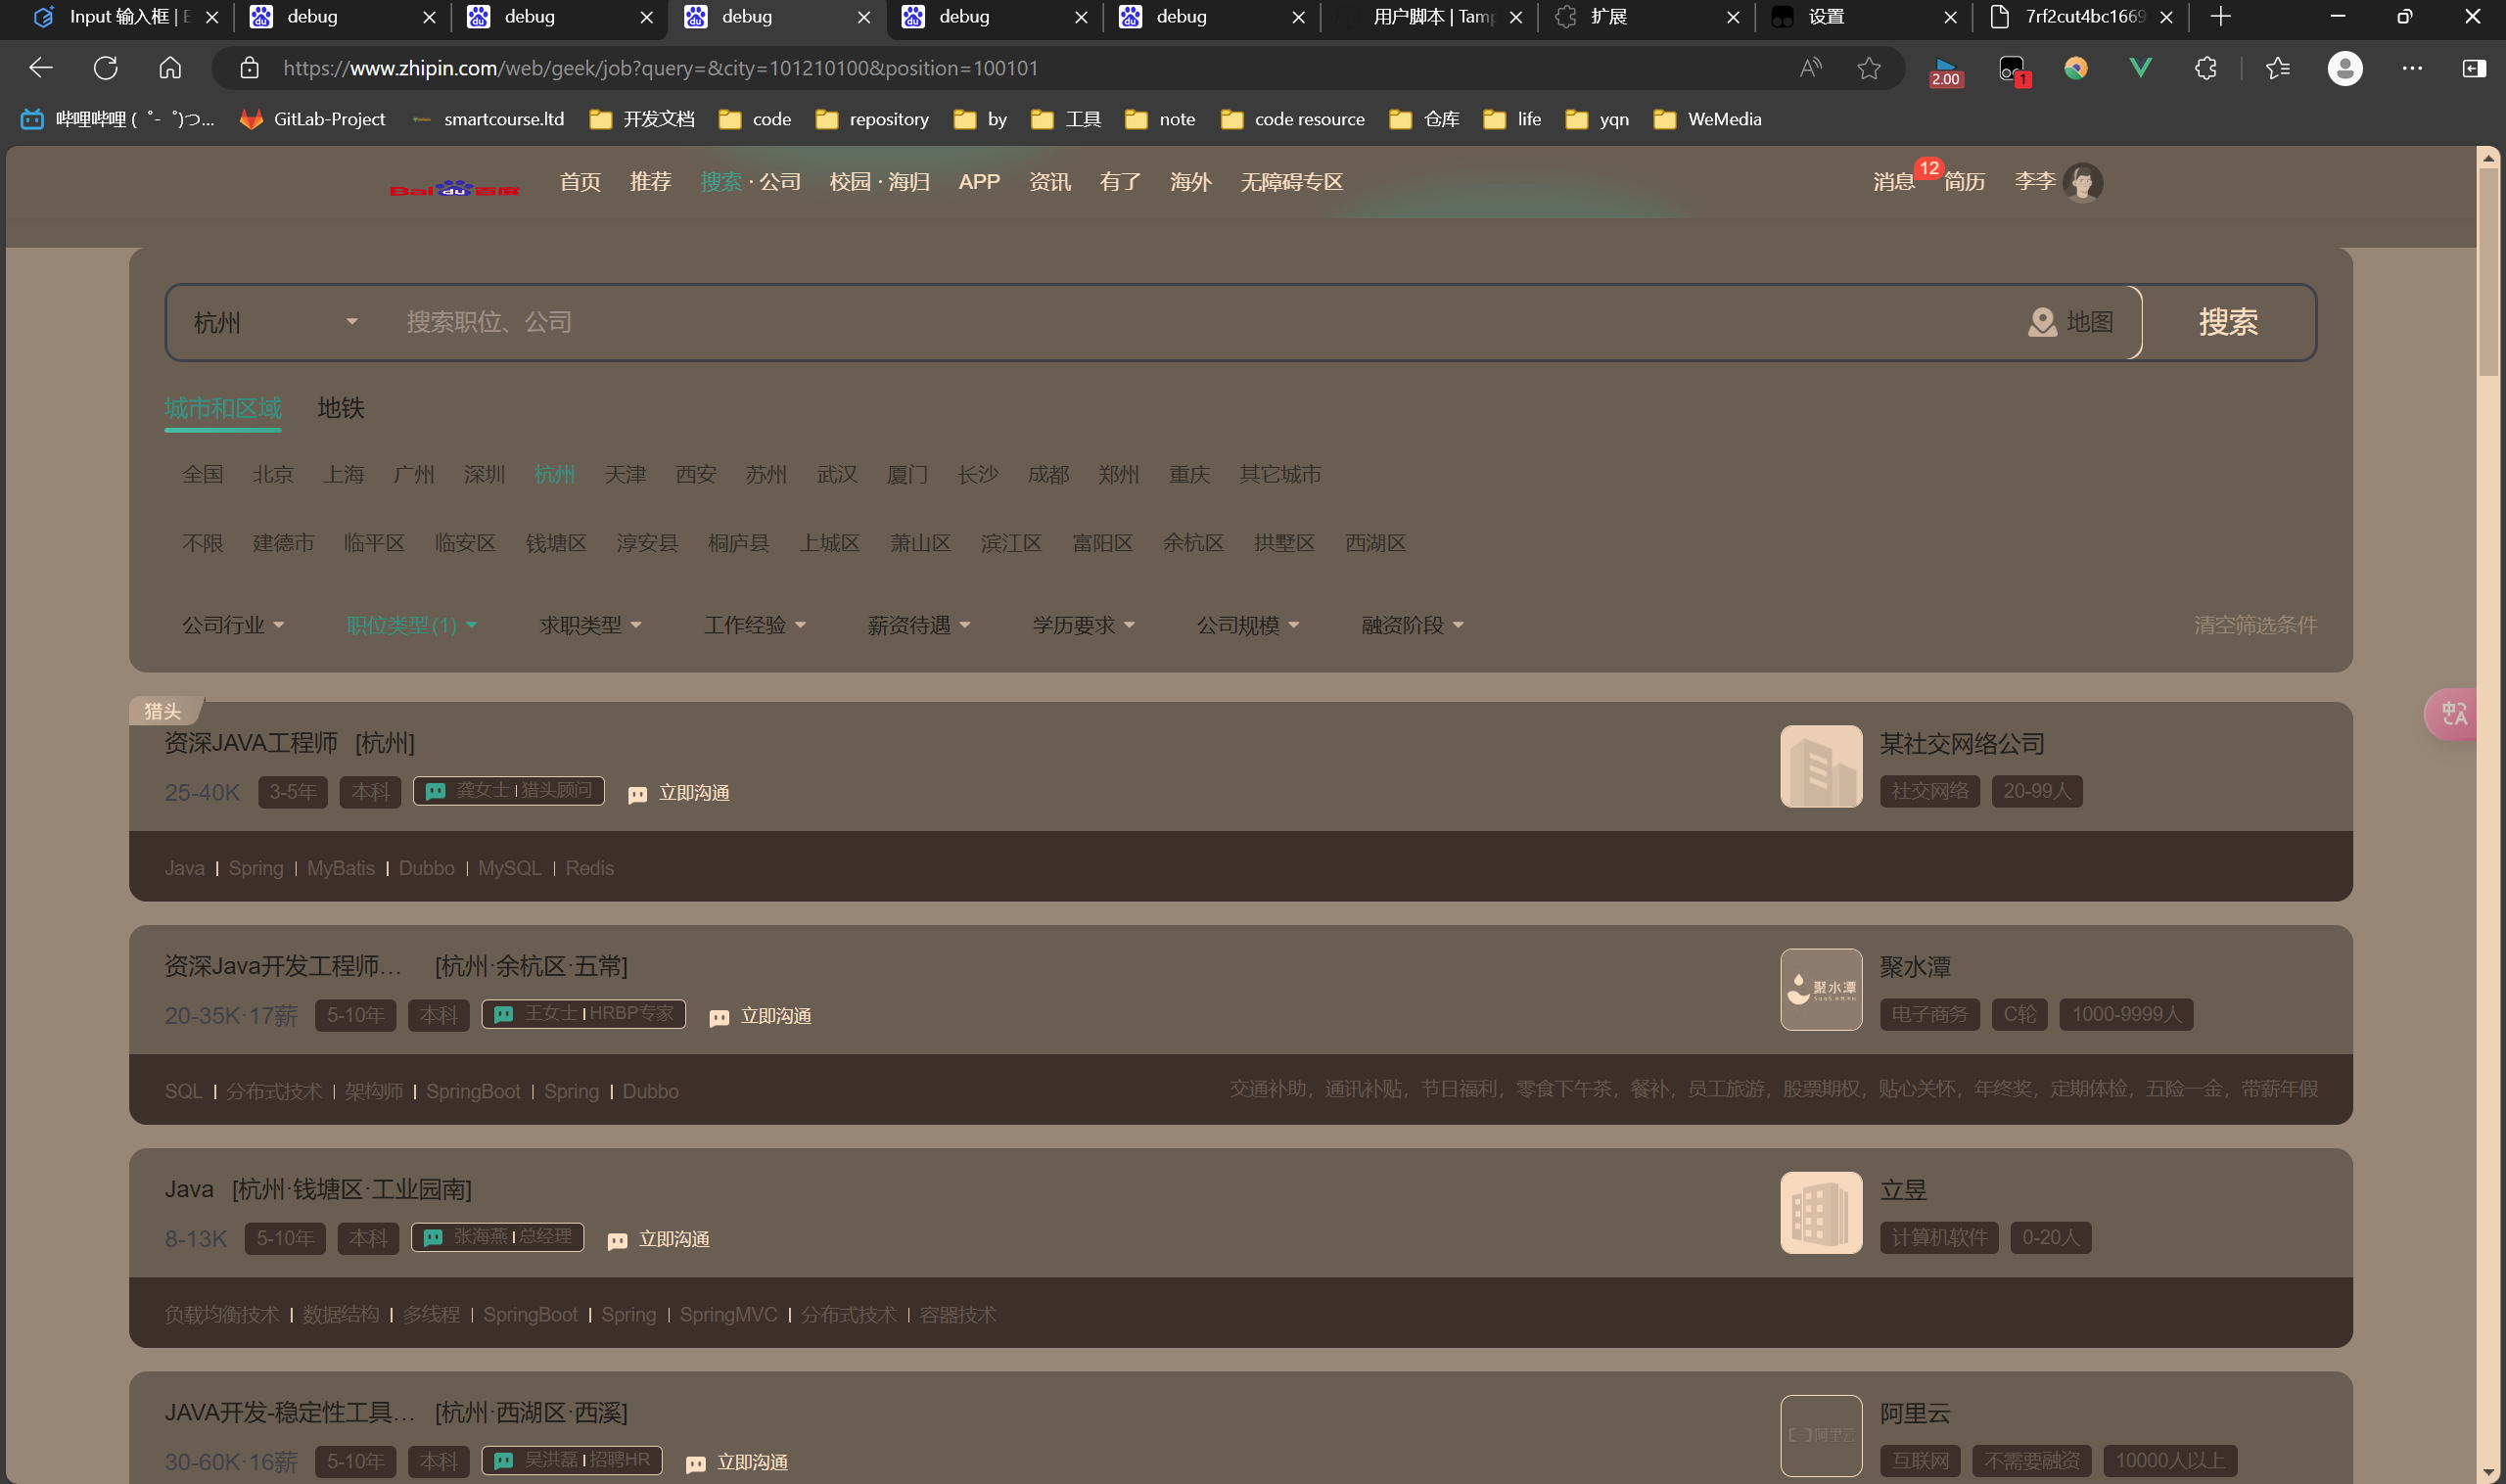 Input 输入框 | E
debug
debug
debug
debug
debug
用户脚本 | Tamp
扩展
设置
7rf2cut4bc1669
https://www.zhipin.com/web/geek/job?query=&city=101210100&position=100101
2.00
1
哔哩哔哩 (゜-゜)つ...
GitLab-Project
smartcourse.ltd
开发文档
code
repository
by
工具
note
code resource
仓库
life
yqn
WeMedia
Baidu百度
首页 推荐 搜索 · 公司 校园 · 海归 APP 资讯 有了 海外 无障碍专区
消息 12 简历 李李
杭州 搜索职位、公司 地图 搜索
城市和区域 地铁
全国 北京 上海 广州 深圳 杭州 天津 西安 苏州 武汉 厦门 长沙 成都 郑州 重庆 其它城市
不限 建德市 临平区 临安区 钱塘区 淳安县 桐庐县 上城区 萧山区 滨江区 富阳区 余杭区 拱墅区 西湖区
公司行业 职位类型(1) 求职类型 工作经验 薪资待遇 学历要求 公司规模 融资阶段 清空筛选条件
猎头
资深JAVA工程师 [杭州] 某社交网络公司
25-40K 3-5年 本科 龚女士 | 猎头顾问 立即沟通 社交网络 20-99人
Java | Spring | MyBatis | Dubbo | MySQL | Redis
资深Java开发工程师... [杭州·余杭区·五常] 聚水潭
聚水潭
20-35K·17薪 5-10年 本科 王女士 | HRBP专家 立即沟通 电子商务 C轮 1000-9999人
SQL | 分布式技术 | 架构师 | SpringBoot | Spring | Dubbo 交通补助，通讯补贴，节日福利，零食下午茶，餐补，员工旅游，股票期权，贴心关怀，年终奖，定期体检，五险一金，带薪年假
Java [杭州·钱塘区·工业园南] 立昱
8-13K 5-10年 本科 张海燕 | 总经理 立即沟通 计算机软件 0-20人
负载均衡技术 | 数据结构 | 多线程 | SpringBoot | Spring | SpringMVC | 分布式技术 | 容器技术
JAVA开发-稳定性工具... [杭州·西湖区·西溪] 阿里云
阿里云
30-60K·16薪 5-10年 本科 吴洪磊 | 招聘HR 立即沟通 互联网 不需要融资 10000人以上